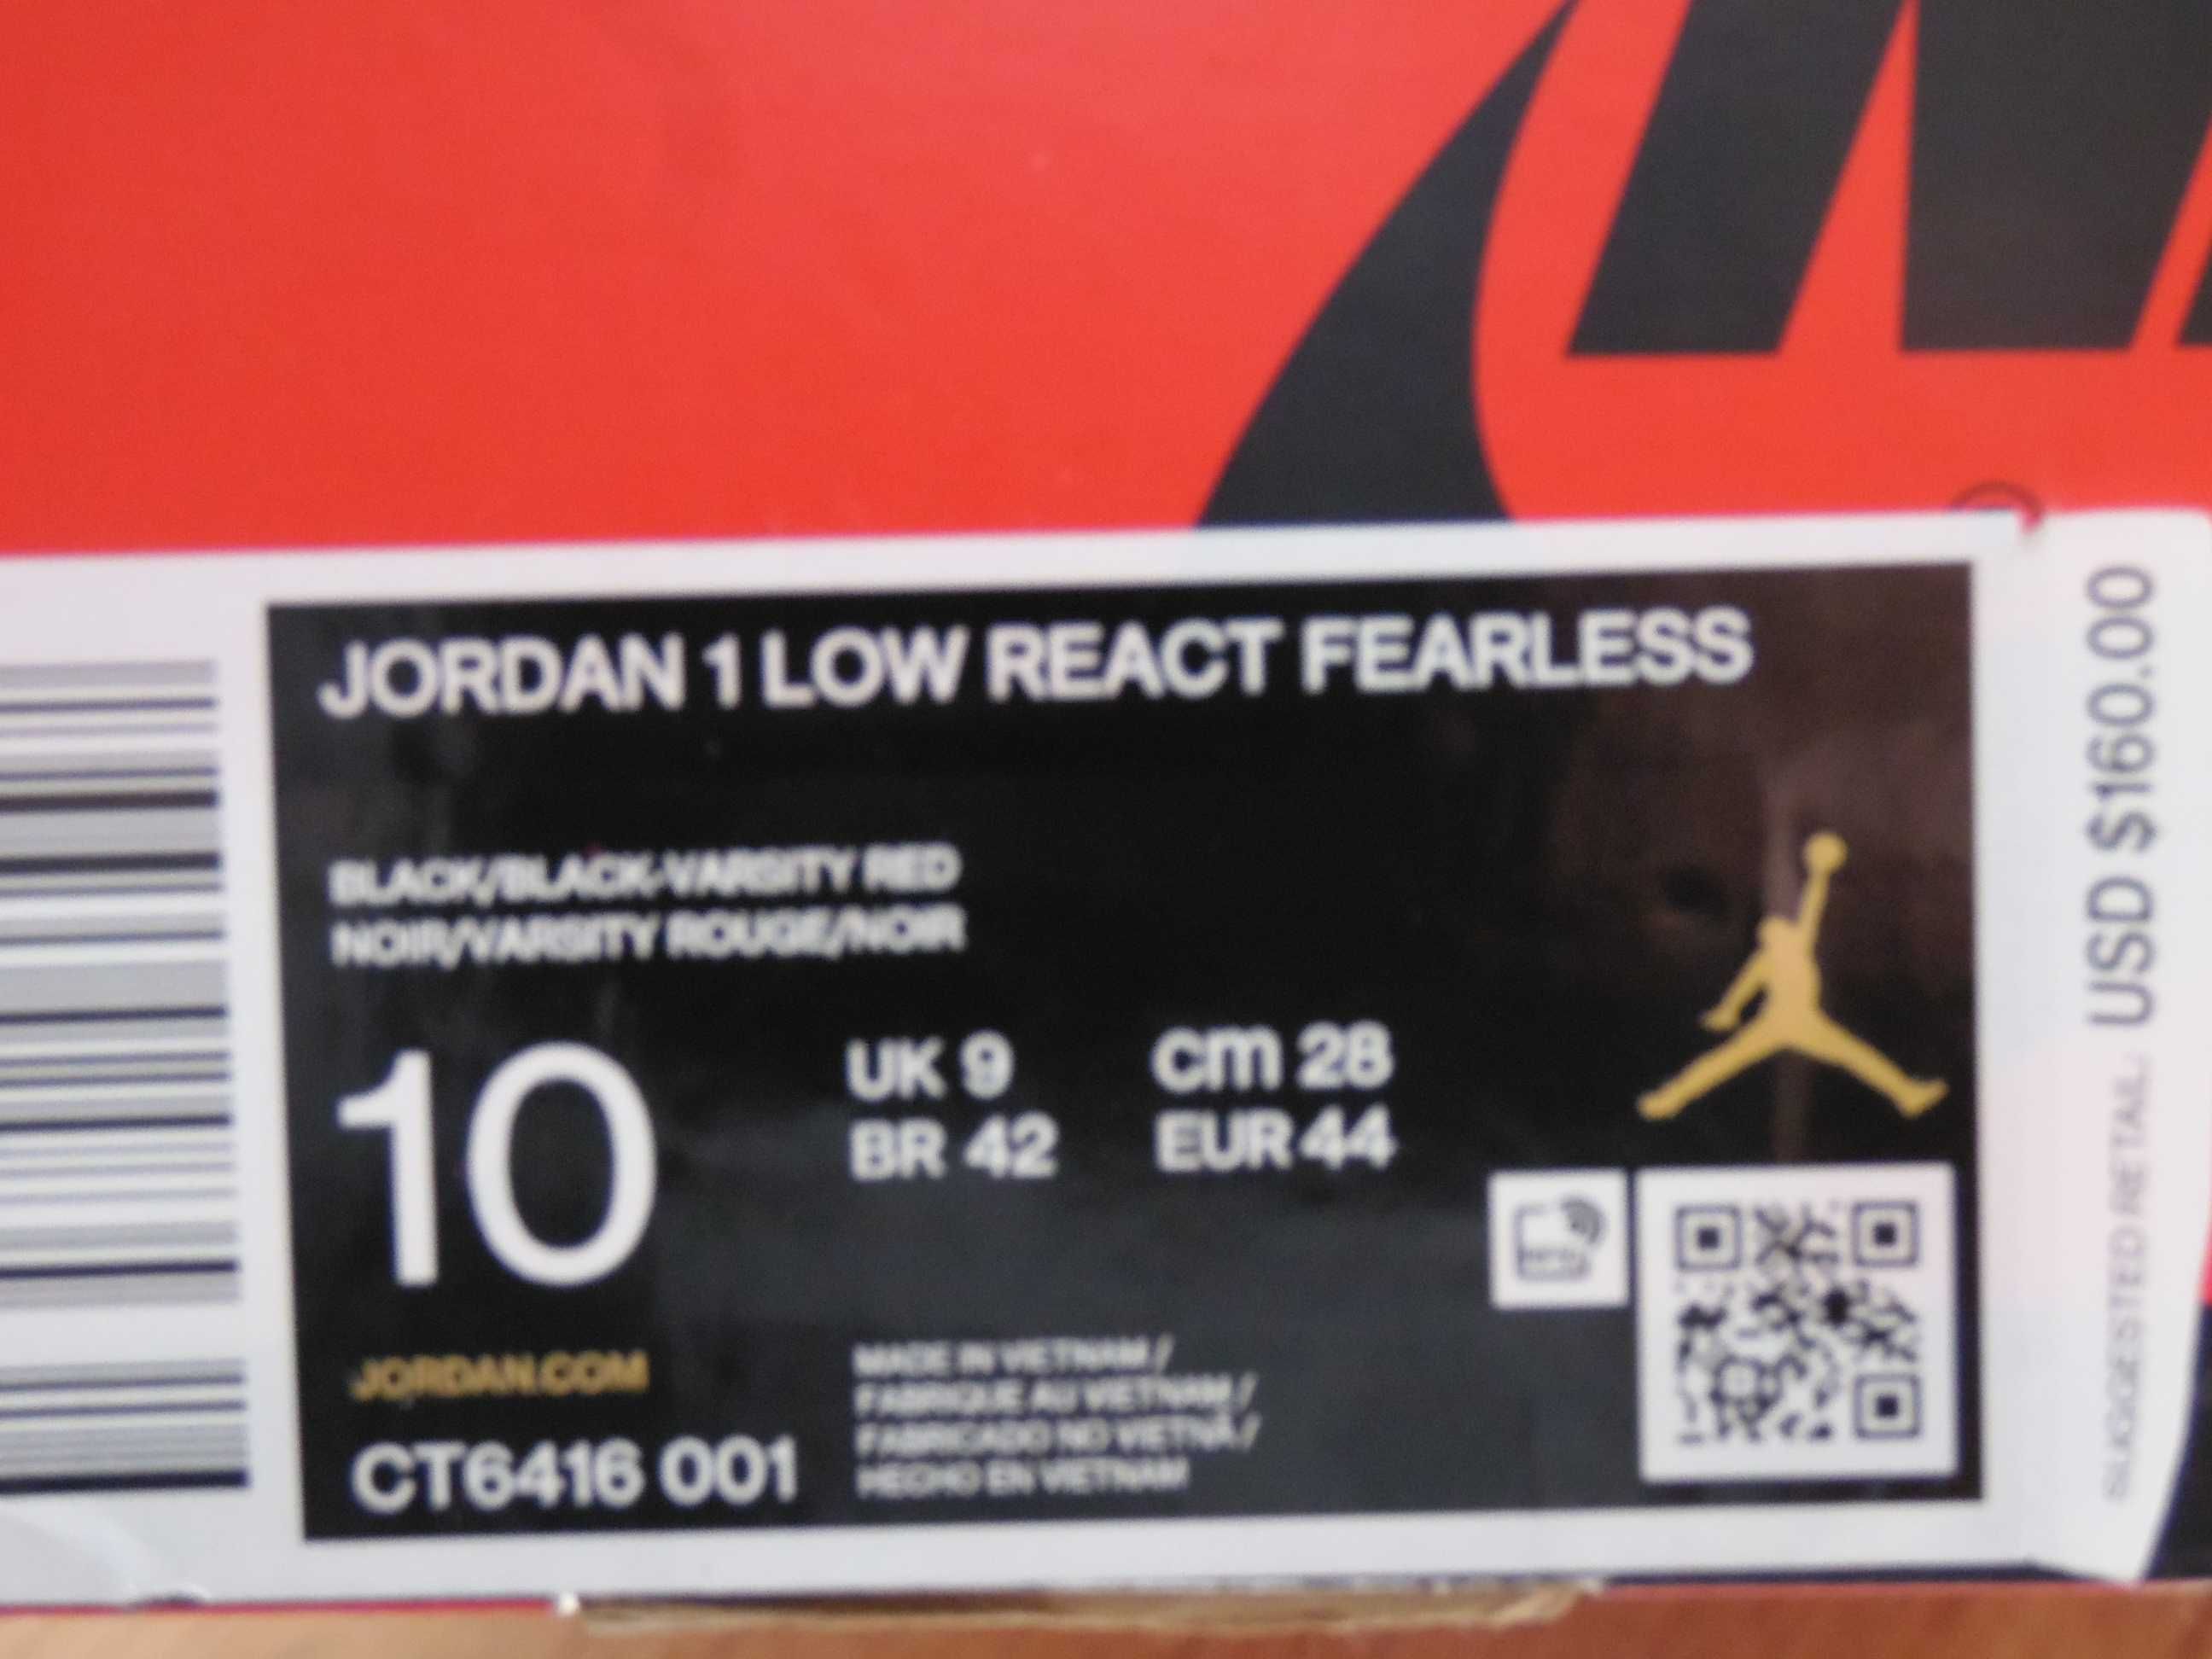 JORDAN 1 LOW REACT FEARLESS
BLACK/BLACK-VARSITY RED
NOIR/VARSITY ROUGE/NOIR
10
UK 9
cm 28
BR 42
EUR 44
JORDAN.COM
CT6416 001
MADE IN VIETNAM /
FABRIQUE AU VIETNAM /
FABRICADO NO VIETNÃ /
HECHO EN VIETNAM
SUGGESTED RETAIL: USD $160.00